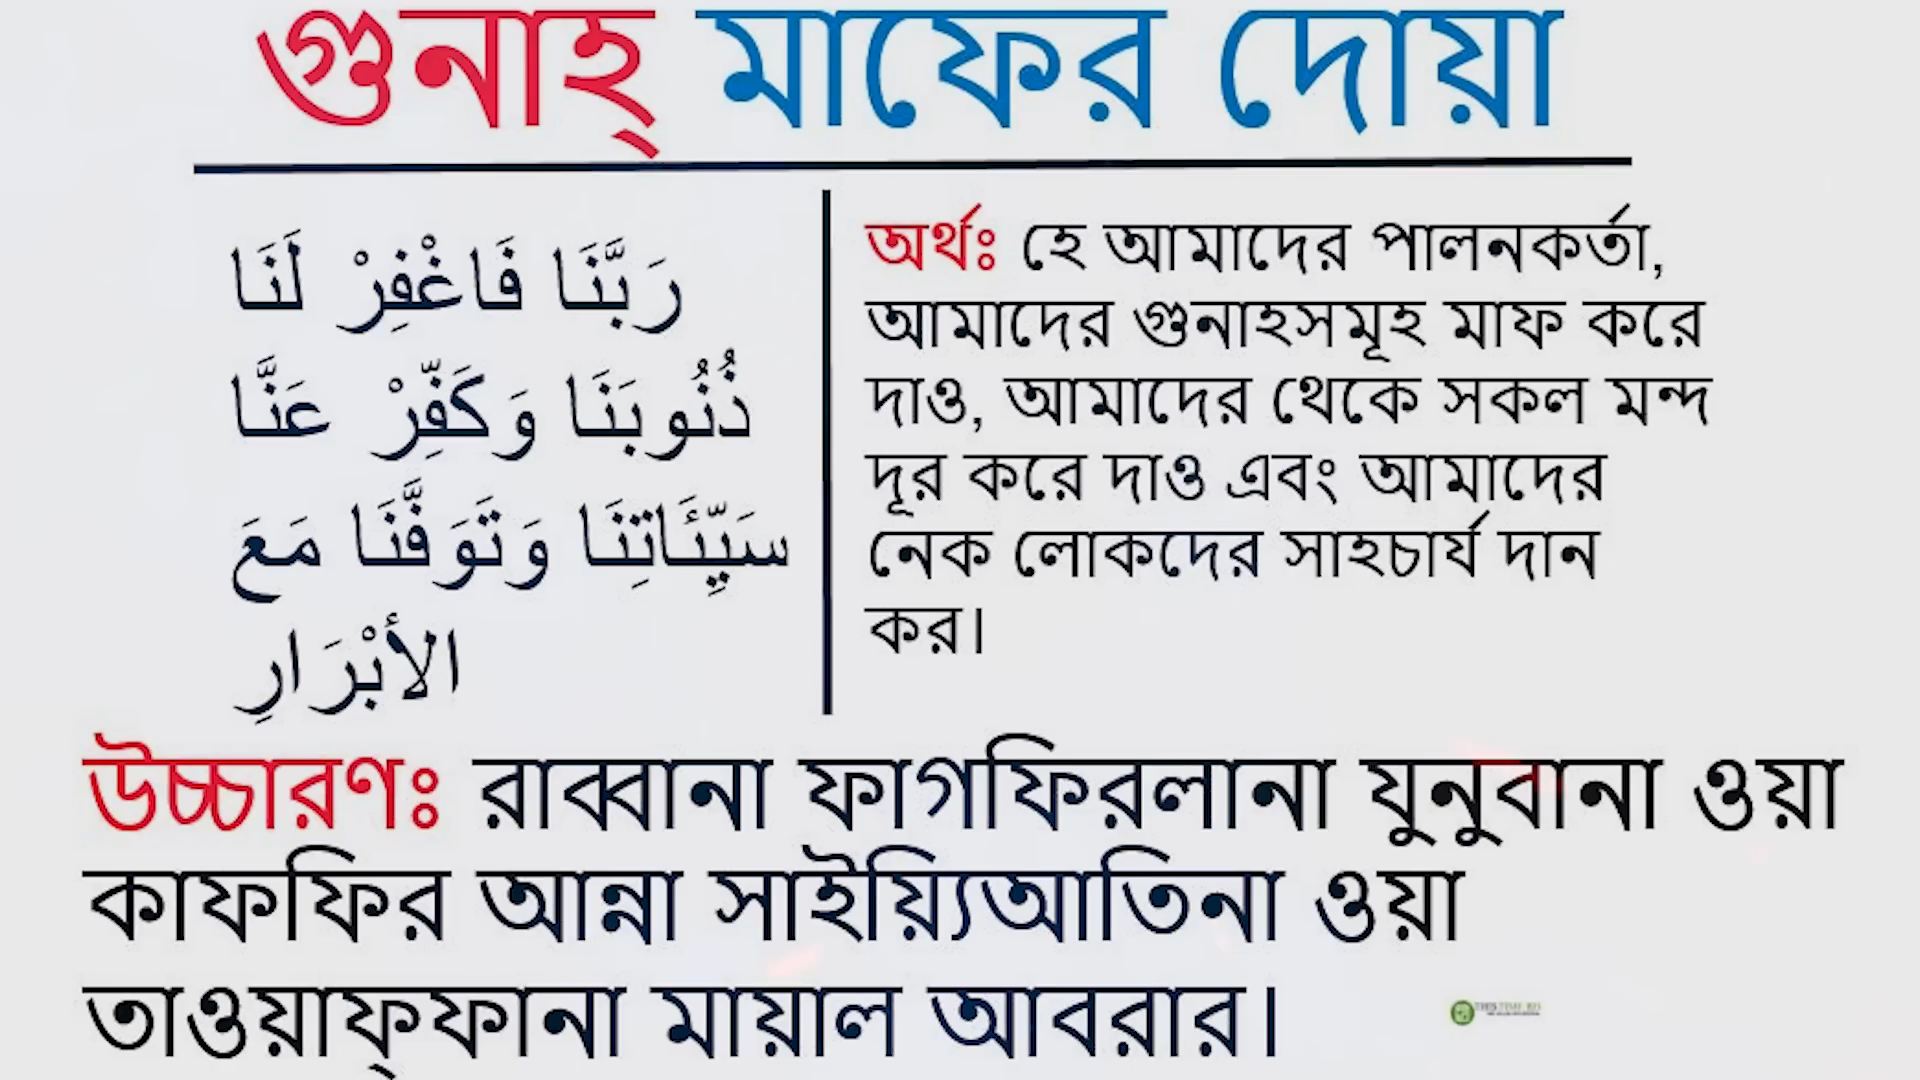 গুনাহ্ মাফের দোয়া
رَبَّنَا فَاغْفِرْ لَنَا
ذُنُوبَنَا وَكَفِّرْ عَنَّا
سَيِّئَاتِنَا وَتَوَفَّنَا مَعَ
الأَبْرَارِ
অর্থঃ হে আমাদের পালনকর্তা,
আমাদের গুনাহসমূহ মাফ করে
দাও, আমাদের থেকে সকল মন্দ
দূর করে দাও এবং আমাদের
নেক লোকদের সাহচার্য দান
কর।
উচ্চারণঃ রাব্বানা ফাগফিরলানা যুনুবানা ওয়া
কাফফির আন্না সাইয়্যিআতিনা ওয়া
তাওয়াফ্ফানা মায়াল আবরার।